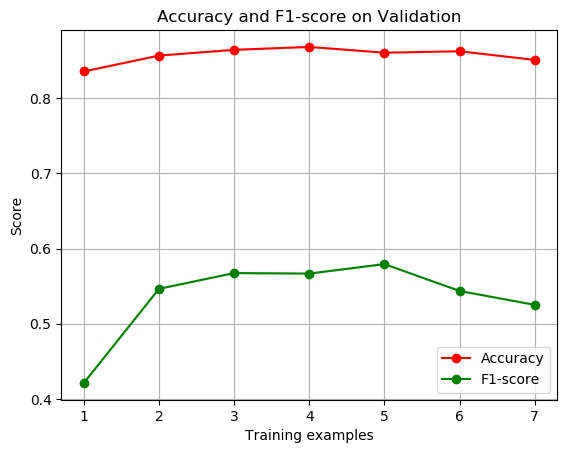 Accuracy and F1-score on Validation
Score
0.8
0.7
0.6
0.5
0.4
Accuracy
F1-score
1 2 3 4 5 6 7
Training examples